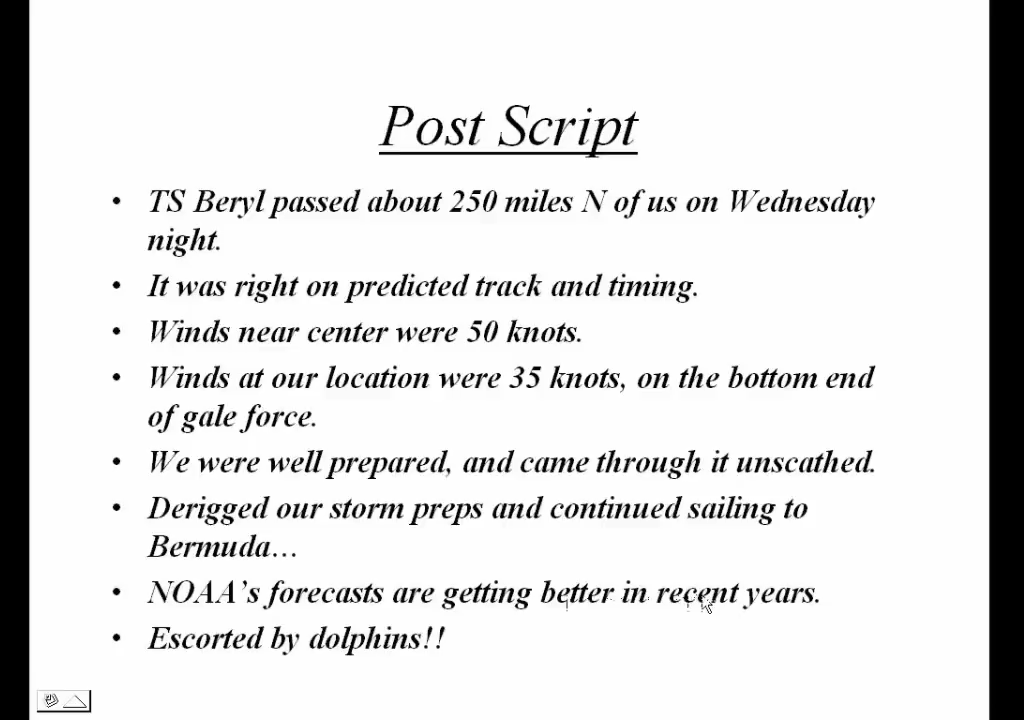 Post Script
• TS Beryl passed about 250 miles N of us on Wednesday
night.
• It was right on predicted track and timing.
• Winds near center were 50 knots.
• Winds at our location were 35 knots, on the bottom end
of gale force.
• We were well prepared, and came through it unscathed.
• Derigged our storm preps and continued sailing to
Bermuda…
• NOAA’s forecasts are getting better in recent years.
• Escorted by dolphins!!